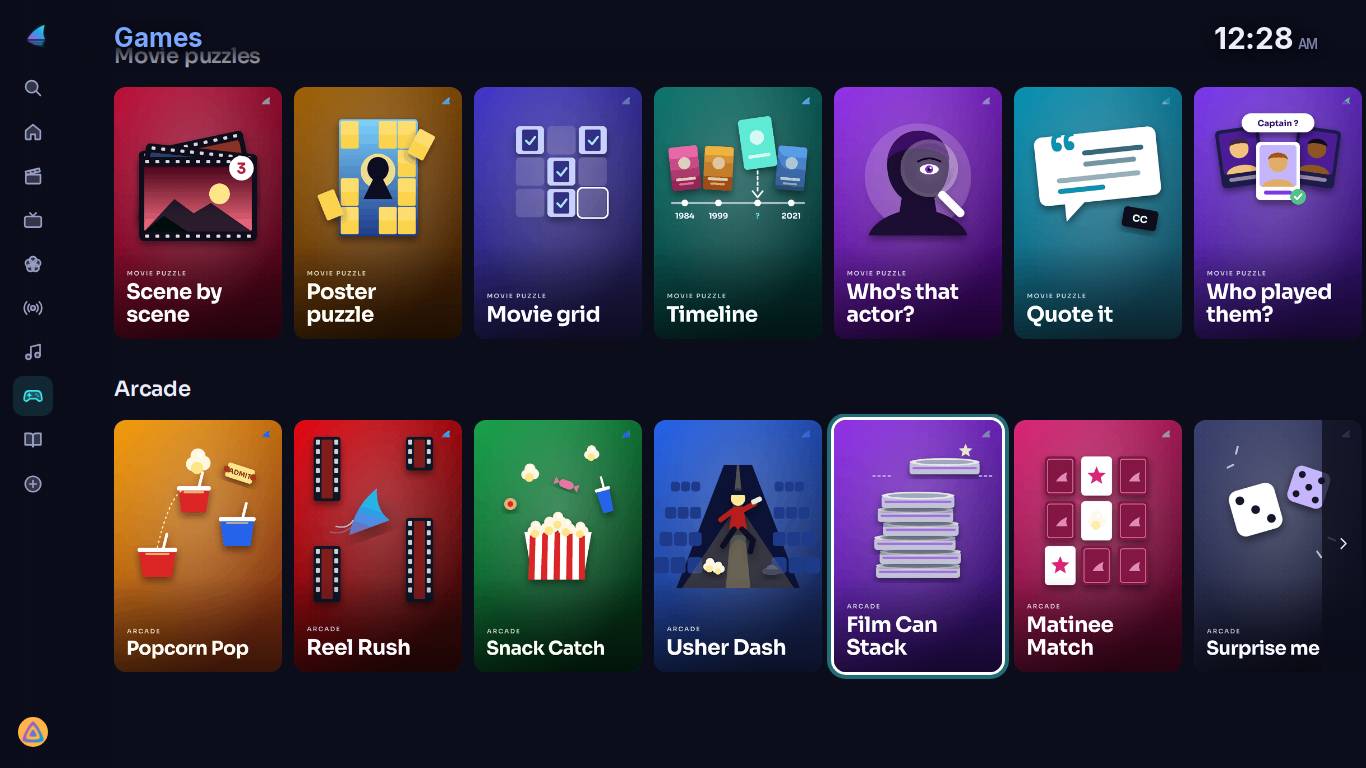 Games
12:28 AM
Movie puzzles
3
1984 1999 ? 2021
CC
Captain ?
MOVIE PUZZLE
Scene by
scene
MOVIE PUZZLE
Poster
puzzle
MOVIE PUZZLE
Movie grid
MOVIE PUZZLE
Timeline
MOVIE PUZZLE
Who's that
actor?
MOVIE PUZZLE
Quote it
MOVIE PUZZLE
Who played
them?
Arcade
ADMIT
ARCADE
Popcorn Pop
ARCADE
Reel Rush
ARCADE
Snack Catch
ARCADE
Usher Dash
ARCADE
Film Can
Stack
ARCADE
Matinee
Match
ARCADE
Surprise me